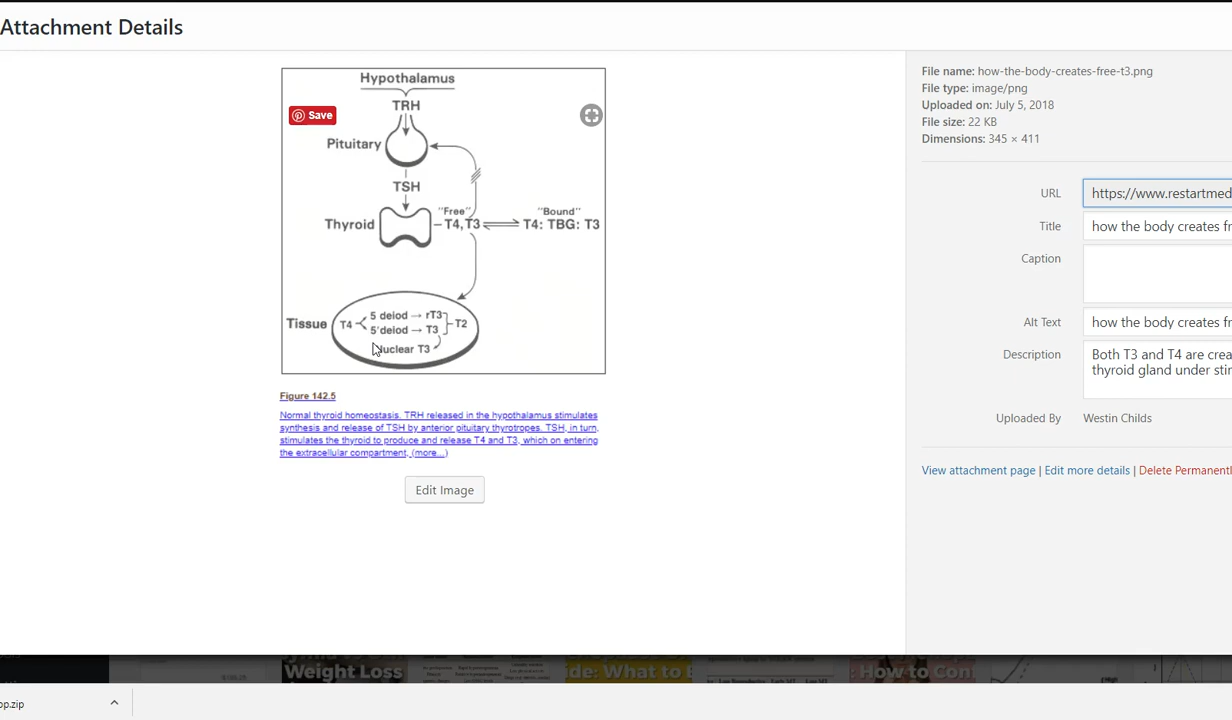 Attachment Details
Hypothalamus
TRH
Save
Pituitary
TSH
"Free"
"Bound"
Thyroid
T4, T3
T4: TBG: T3
Tissue
T4
5 deiod → rT3
5'deiod → T3
T2
Nuclear T3
Figure 142.5
Normal thyroid homeostasis. TRH released in the hypothalamus stimulates
synthesis and release of TSH by anterior pituitary thyrotropes. TSH, in turn,
stimulates the thyroid to produce and release T4 and T3, which on entering
the extracellular compartment, (more...)
Edit Image
File name: how-the-body-creates-free-t3.png
File type: image/png
Uploaded on: July 5, 2018
File size: 22 KB
Dimensions: 345 × 411
URL
https://www.restartmed
Title
how the body creates fr
Caption
Alt Text
how the body creates fr
Description
Both T3 and T4 are crea
thyroid gland under stir
Uploaded By
Westin Childs
View attachment page | Edit more details | Delete Permanentl
Weight Loss
ide: What to E
: How to Con
op.zip